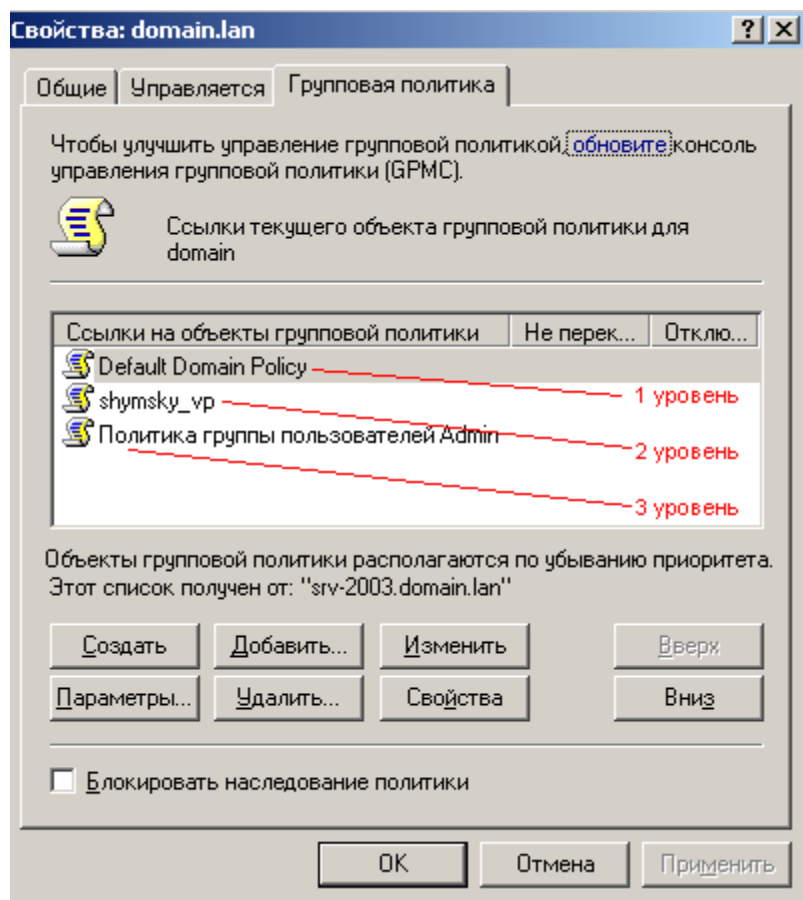 Свойства: domain.lan
Общие Управляется Групповая политика
Чтобы улучшить управление групповой политикой, обновите консоль
управления групповой политики (GPMC).
Ссылки текущего объекта групповой политики для
domain
Ссылки на объекты групповой политики Не перек... Отклю...
Default Domain Policy
1 уровень
shymsky_vp
Политика группы пользователей Admin
2 уровень
3 уровень
Объекты групповой политики располагаются по убыванию приоритета.
Этот список получен от: "srv-2003.domain.lan"
Создать Добавить... Изменить Вверх
Параметры... Удалить... Свойства Вниз
Блокировать наследование политики
OK Отмена Применить